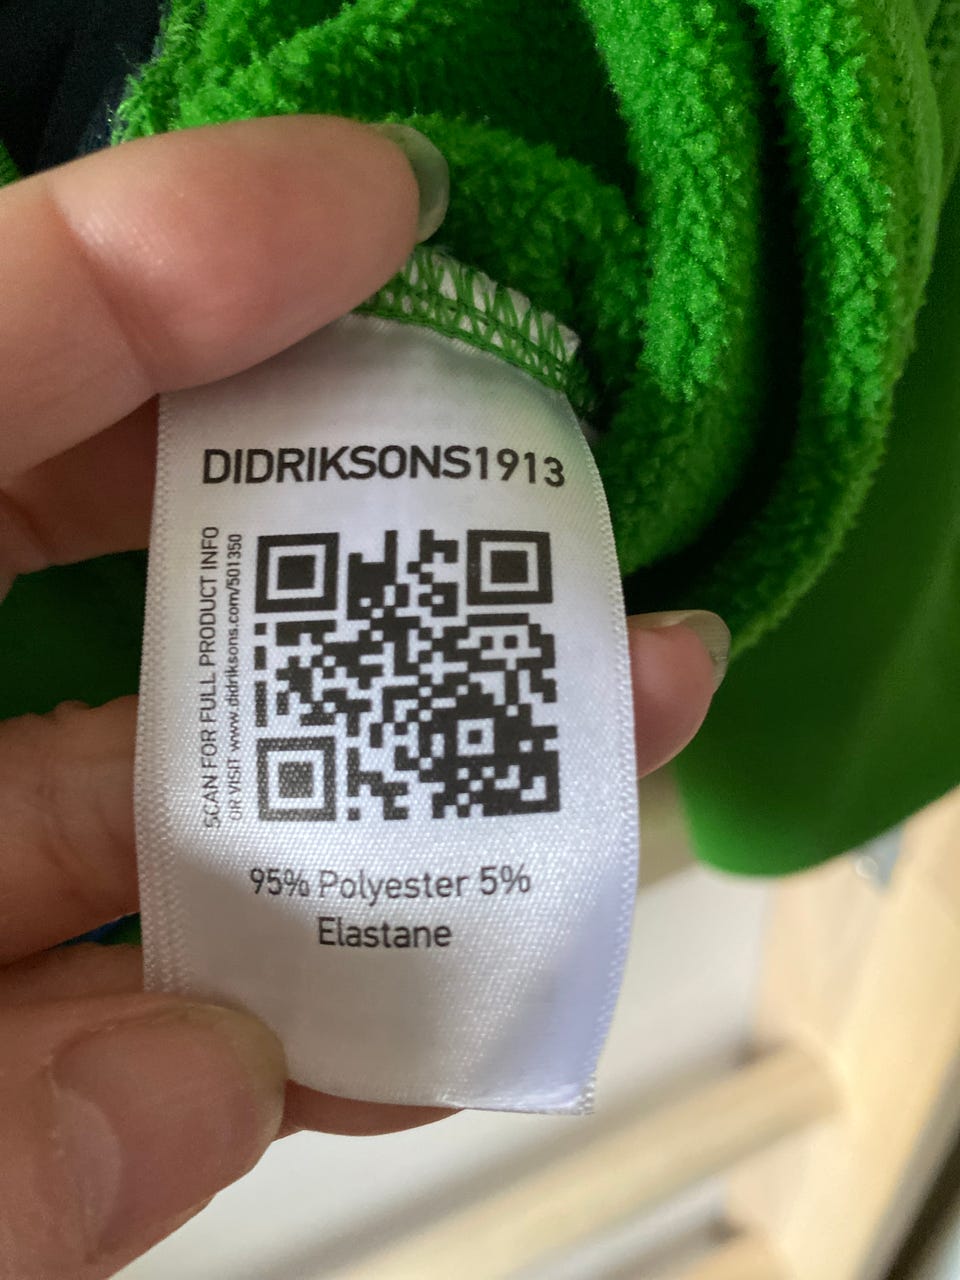 DIDRIKSONS1913
SCAN FOR FULL PRODUCT INFO
OR VISIT www.didriksons.com/501350
95% Polyester 5%
Elastane